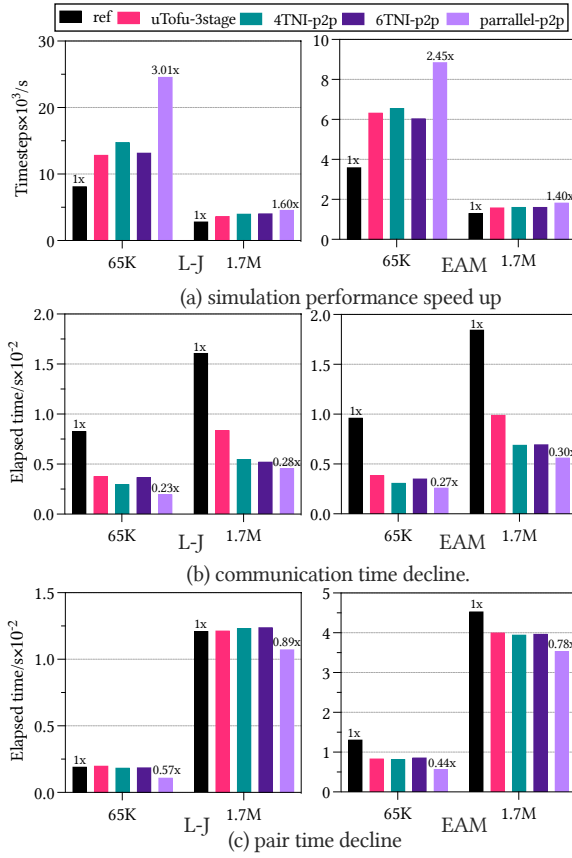 ref uTofu-3stage 4TNI-p2p 6TNI-p2p parrallel-p2p
Timesteps×10³/s
30
20
10
0
1x
3.01x
1x
1.60x
65K
1.7M
L-J
10
8
6
4
2
0
1x
2.45x
1x
1.40x
65K
1.7M
EAM
(a) simulation performance speed up
Elapsed time/s×10⁻²
2.0
1.5
1.0
0.5
0.0
1x
0.23x
1x
0.28x
65K
1.7M
L-J
2.0
1.5
1.0
0.5
0.0
1x
0.27x
1x
0.30x
65K
1.7M
EAM
(b) communication time decline.
Elapsed time/s×10⁻²
1.5
1.0
0.5
0.0
1x
0.57x
1x
0.89x
65K
1.7M
L-J
5
4
3
2
1
0
1x
0.44x
1x
0.78x
65K
1.7M
EAM
(c) pair time decline